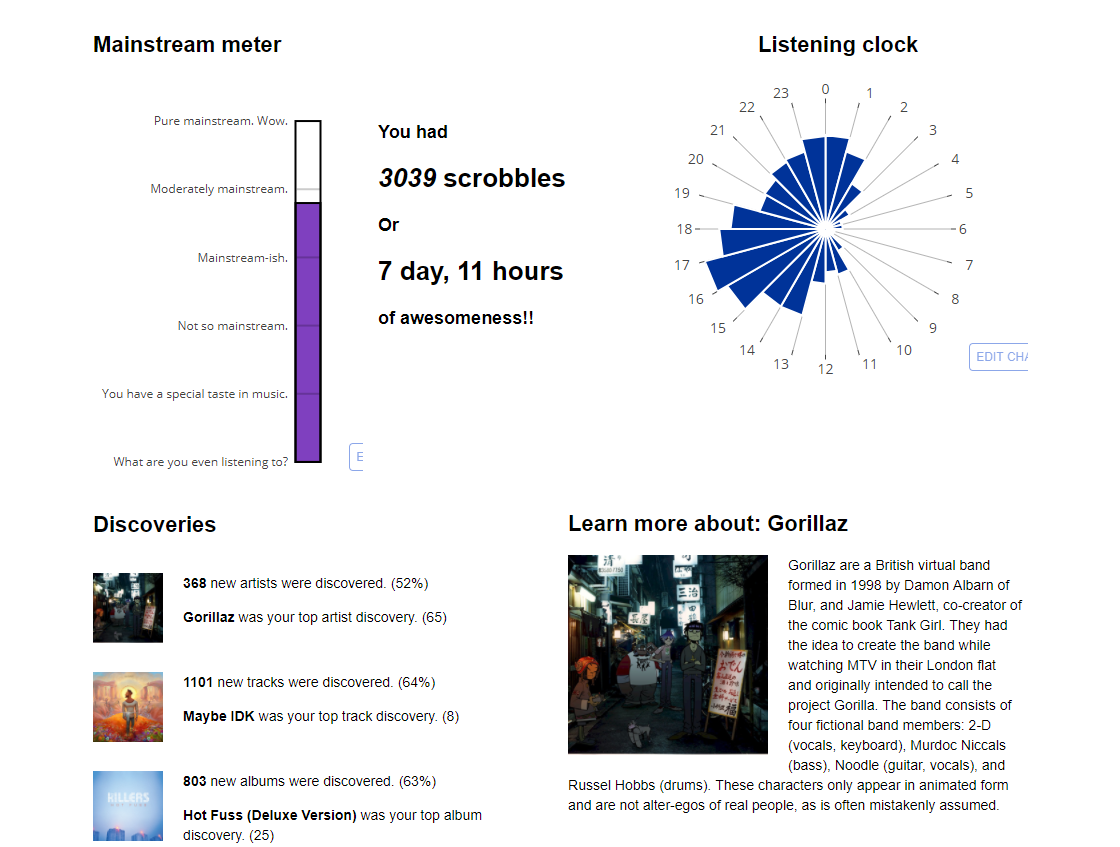 Mainstream meter
Pure mainstream. Wow.
Moderately mainstream.
Mainstream-ish.
Not so mainstream.
You have a special taste in music.
What are you even listening to?
E
You had
3039 scrobbles
Or
7 day, 11 hours
of awesomeness!!
Listening clock
0
1
2
3
4
5
6
7
8
9
10
11
12
13
14
15
16
17
18
19
20
21
22
23
EDIT CHA
Discoveries
368 new artists were discovered. (52%)
Gorillaz was your top artist discovery. (65)
1101 new tracks were discovered. (64%)
Maybe IDK was your top track discovery. (8)
KILLERS
803 new albums were discovered. (63%)
Hot Fuss (Deluxe Version) was your top album
discovery. (25)
Learn more about: Gorillaz
Gorillaz are a British virtual band
formed in 1998 by Damon Albarn of
Blur, and Jamie Hewlett, co-creator of
the comic book Tank Girl. They had
the idea to create the band while
watching MTV in their London flat
and originally intended to call the
project Gorilla. The band consists of
four fictional band members: 2-D
(vocals, keyboard), Murdoc Niccals
(bass), Noodle (guitar, vocals), and
Russel Hobbs (drums). These characters only appear in animated form
and are not alter-egos of real people, as is often mistakenly assumed.